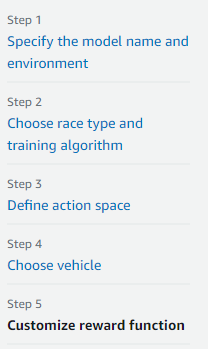 Step 1
Specify the model name and
environment
Step 2
Choose race type and
training algorithm
Step 3
Define action space
Step 4
Choose vehicle
Step 5
Customize reward function